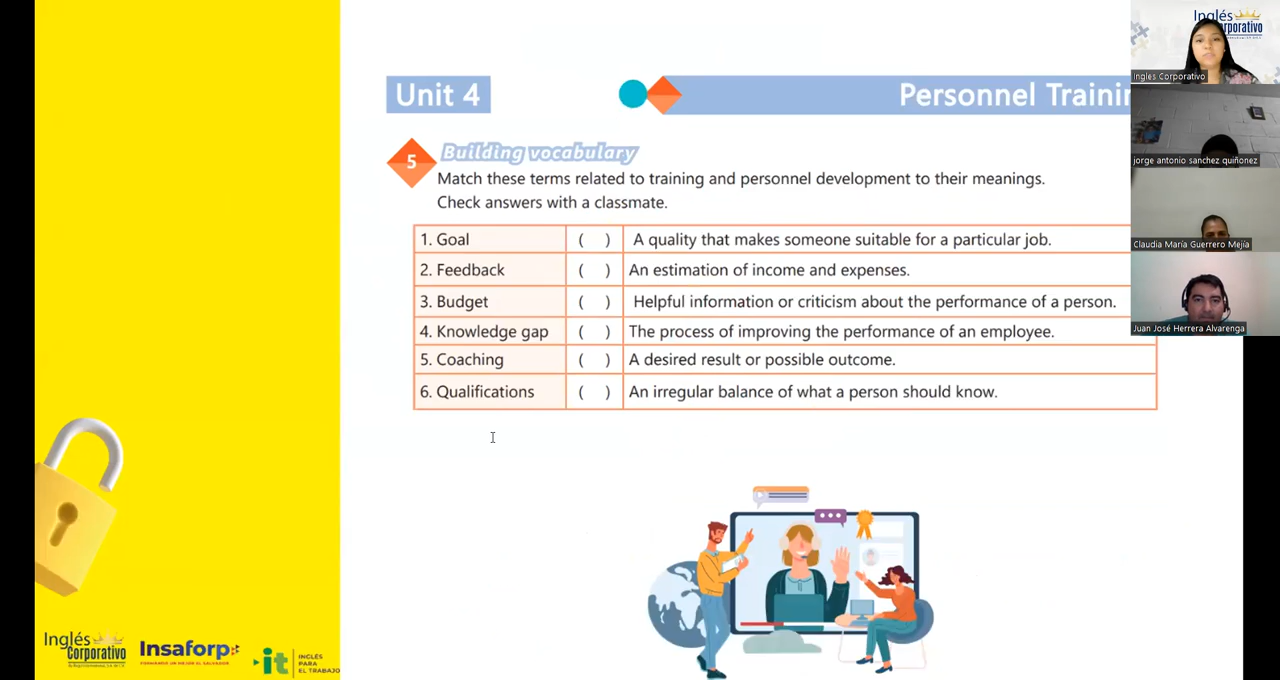 Unit 4
Personnel Trainin
5
Building vocabulary
Match these terms related to training and personnel development to their meanings.
Check answers with a classmate.
1. Goal ( ) A quality that makes someone suitable for a particular job.
2. Feedback ( ) An estimation of income and expenses.
3. Budget ( ) Helpful information or criticism about the performance of a person.
4. Knowledge gap ( ) The process of improving the performance of an employee.
5. Coaching ( ) A desired result or possible outcome.
6. Qualifications ( ) An irregular balance of what a person should know.
Inglés
Corporativo
Insaforp
FORMANDO UN MEJOR EL SALVADOR
it
INGLÉS
PARA
EL TRABAJO
Inglés
Corporativo
Ingles Corporativo
jorge antonio sanchez quiñonez
Claudia María Guerrero Mejía
Juan José Herrera Alvarenga